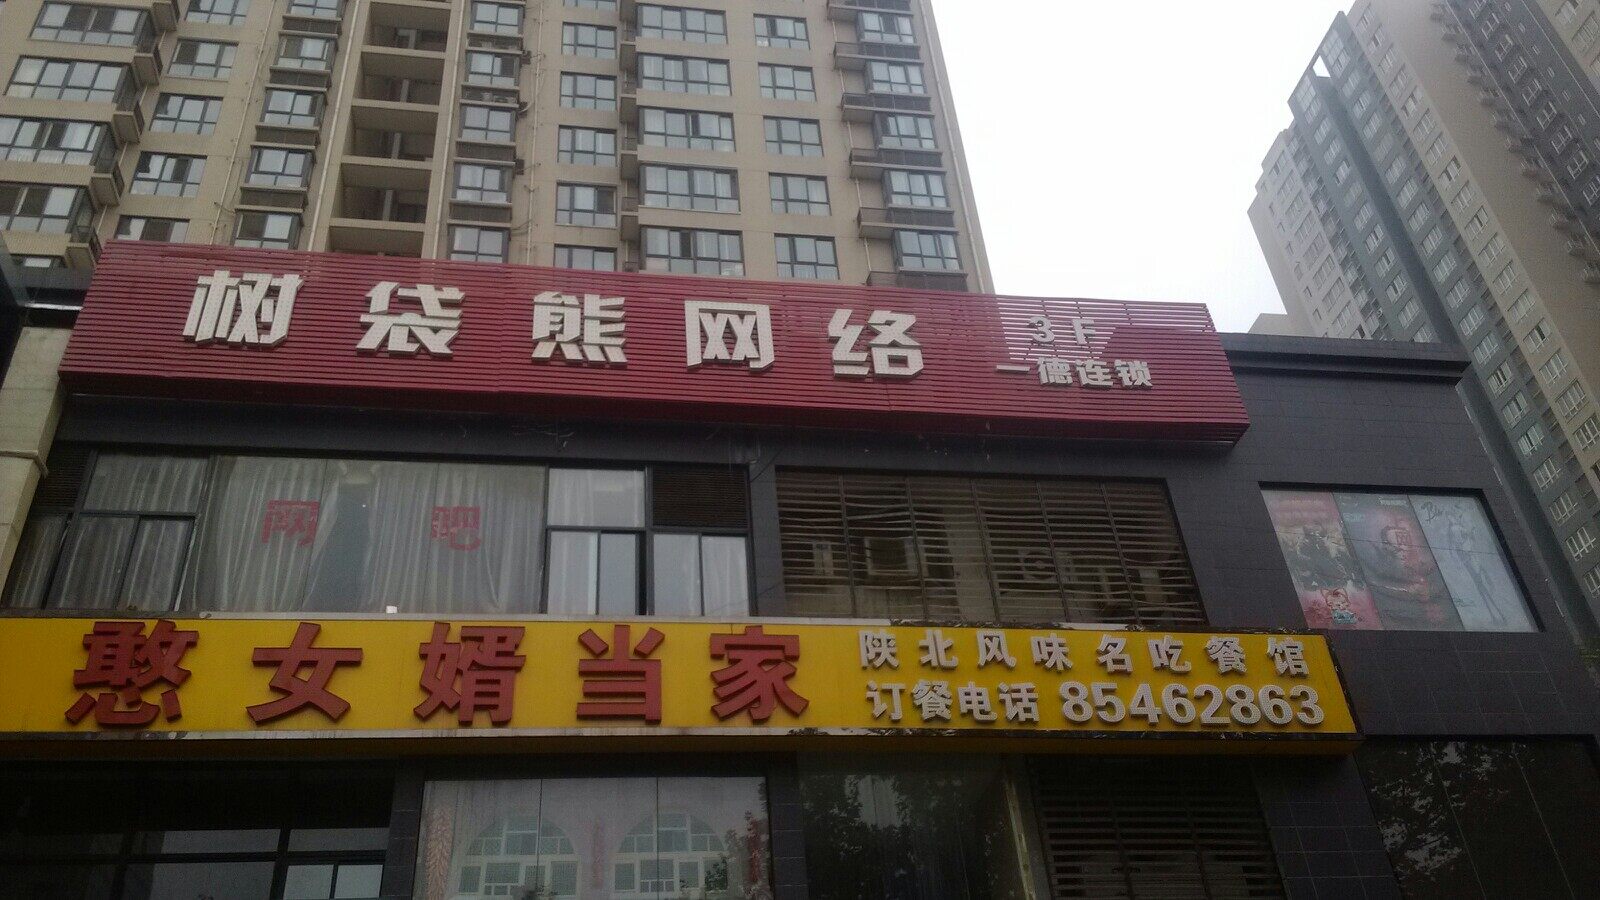 树袋熊网络
3F
一德连锁
网吧
憨女婿当家
陕北风味名吃餐馆
订餐电话 85462863